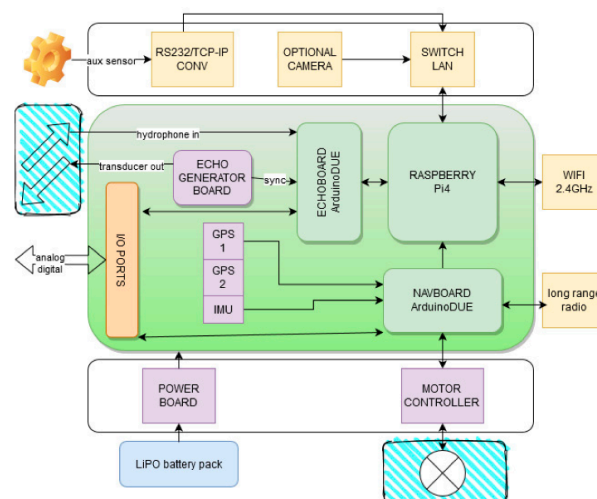 aux sensor
RS232/TCP-IP
CONV
OPTIONAL
CAMERA
SWITCH
LAN
hydrophone in
transducer out
ECHO
GENERATOR
BOARD
sync
ECHOBOARD
ArduinoDUE
RASPBERRY
Pi4
WIFI
2.4GHz
analog
digital
I/O PORTS
GPS
1
GPS
2
IMU
NAVBOARD
ArduinoDUE
long range
radio
POWER
BOARD
MOTOR
CONTROLLER
LiPO battery pack